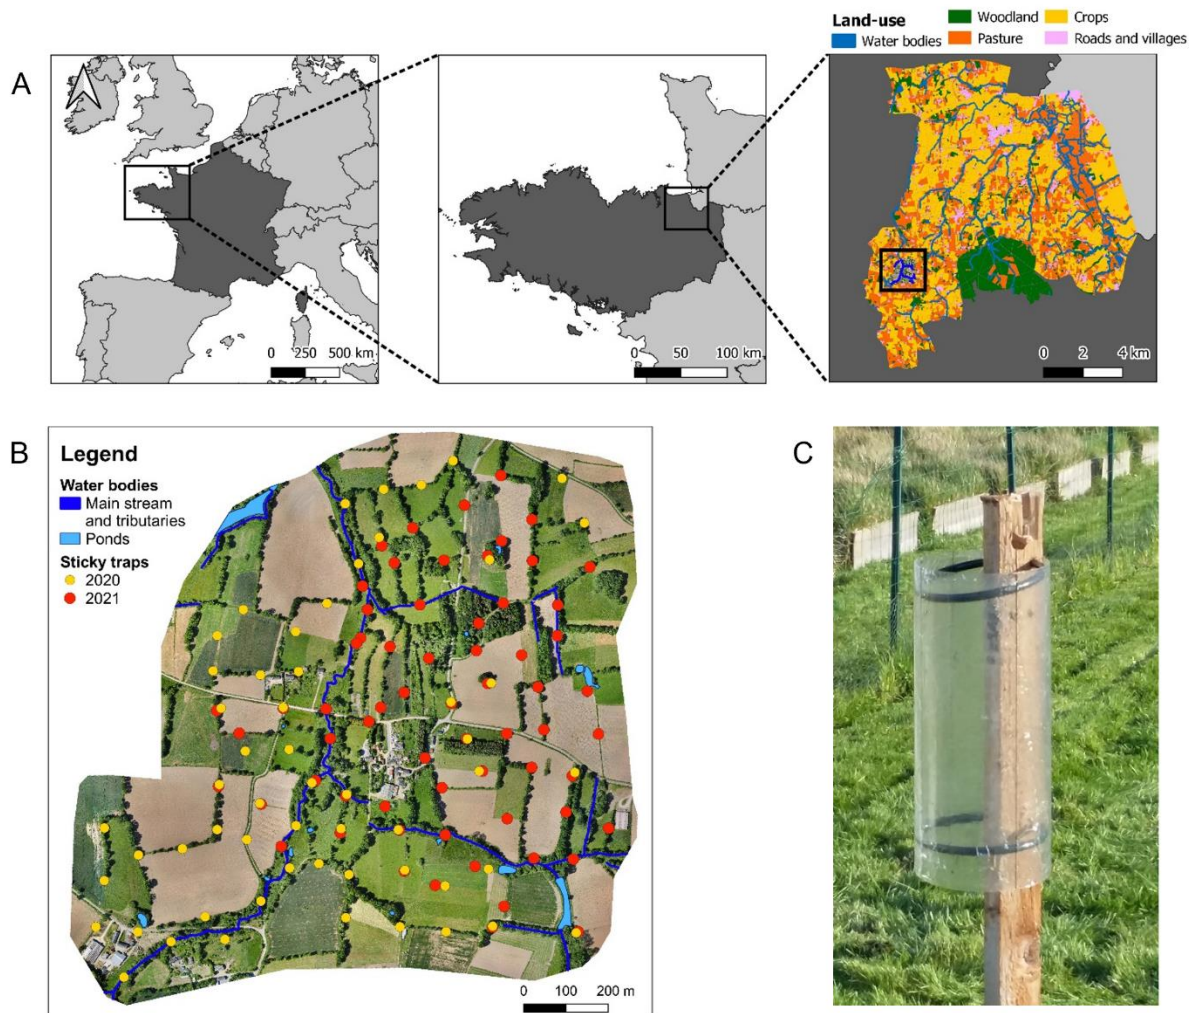 Land-use
Woodland
Crops
Water bodies
Pasture
Roads and villages
A
0 250 500 km
0 50 100 km
0 2 4 km
B
Legend
Water bodies
Main stream
and tributaries
Ponds
Sticky traps
2020
2021
0 100 200 m
C